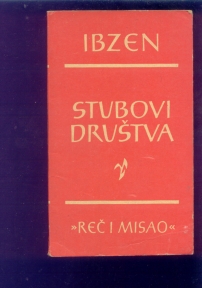 IBZEN
STUBOVI
DRUŠTVA
»REČ I MISAO«